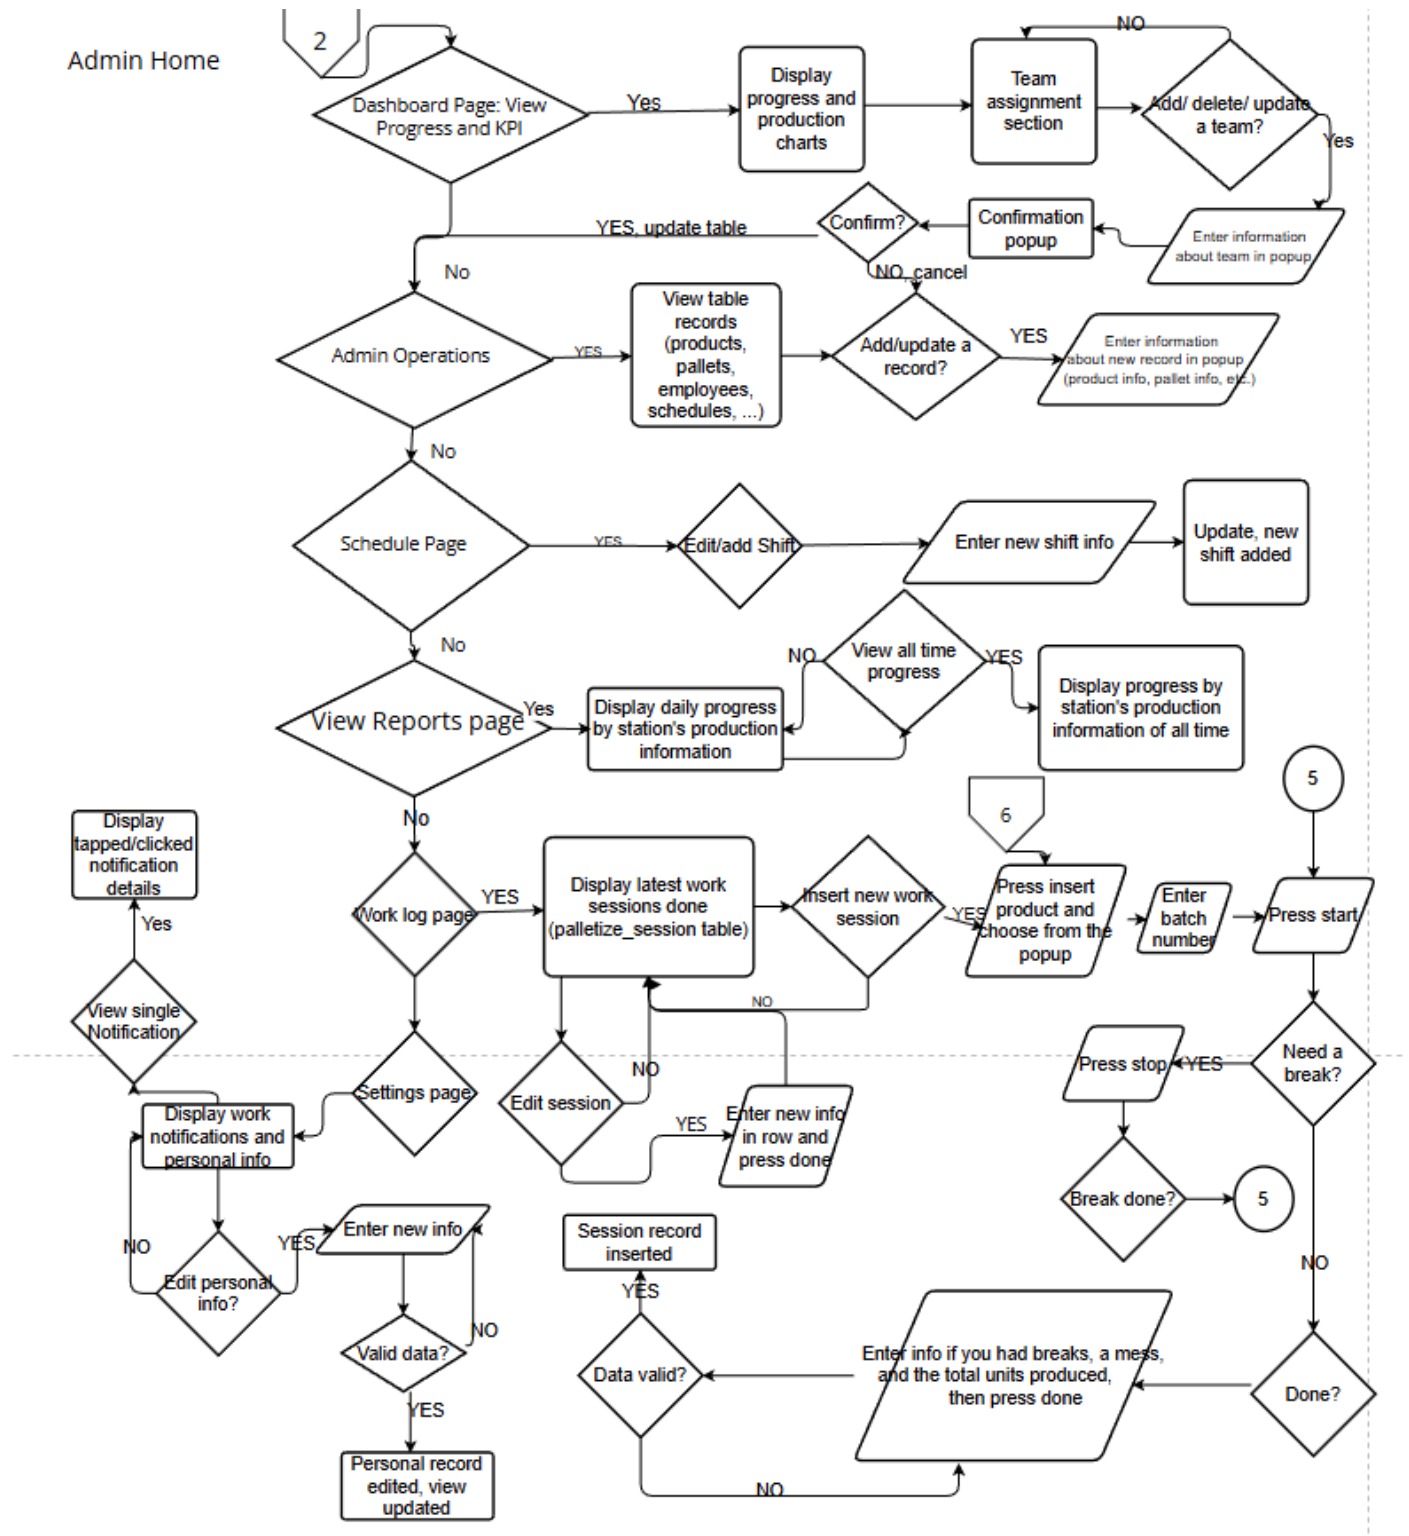 2
Admin Home
Dashboard Page: View
Progress and KPI
Yes
Display
progress and
production
charts
Team
assignment
section
NO
Add/ delete/ update
a team?
Yes
Enter information
about team in popup
Confirmation
popup
Confirm?
YES, update table
NO, cancel
No
Admin Operations
YES
View table
records
(products,
pallets,
employees,
schedules, ...)
Add/update a
record?
YES
Enter information
about new record in popup
(product info, pallet info, etc.)
No
Schedule Page
YES
Edit/add Shift
Enter new shift info
Update, new
shift added
No
View Reports page
Yes
Display daily progress
by station's production
information
NO
View all time
progress
YES
Display progress by
station's production
information of all time
No
Work log page
YES
Display latest work
sessions done
(palletize_session table)
Insert new work
session
YES
NO
6
Press insert
product and
choose from the
popup
Enter
batch
number
5
Press start
Need a
break?
YES
Press stop
Break done?
5
NO
Done?
Enter info if you had breaks, a mess,
and the total units produced,
then press done
Data valid?
NO
YES
Session record
inserted
Edit session
NO
YES
Enter new info
in row and
press done
Settings page
Display work
notifications and
personal info
View single
Notification
Yes
Display
tapped/clicked
notification
details
Edit personal
info?
NO
YES
Enter new info
Valid data?
NO
YES
Personal record
edited, view
updated